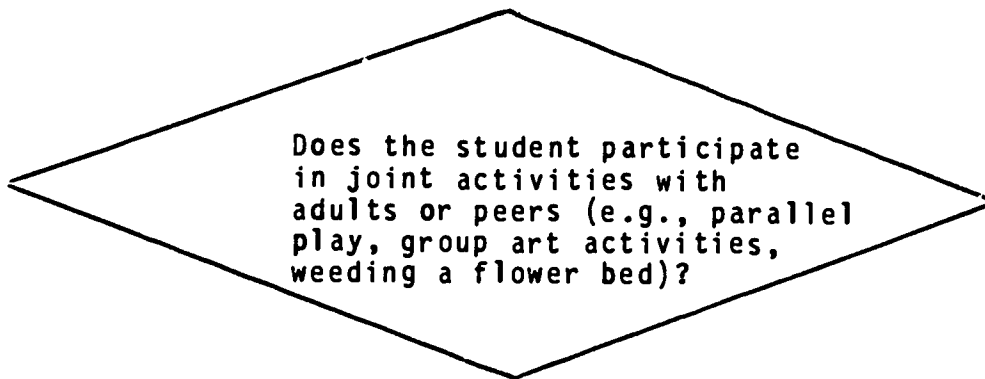 Does the student participate
in joint activities with
adults or peers (e.g., parallel
play, group art activities,
weeding a flower bed)?